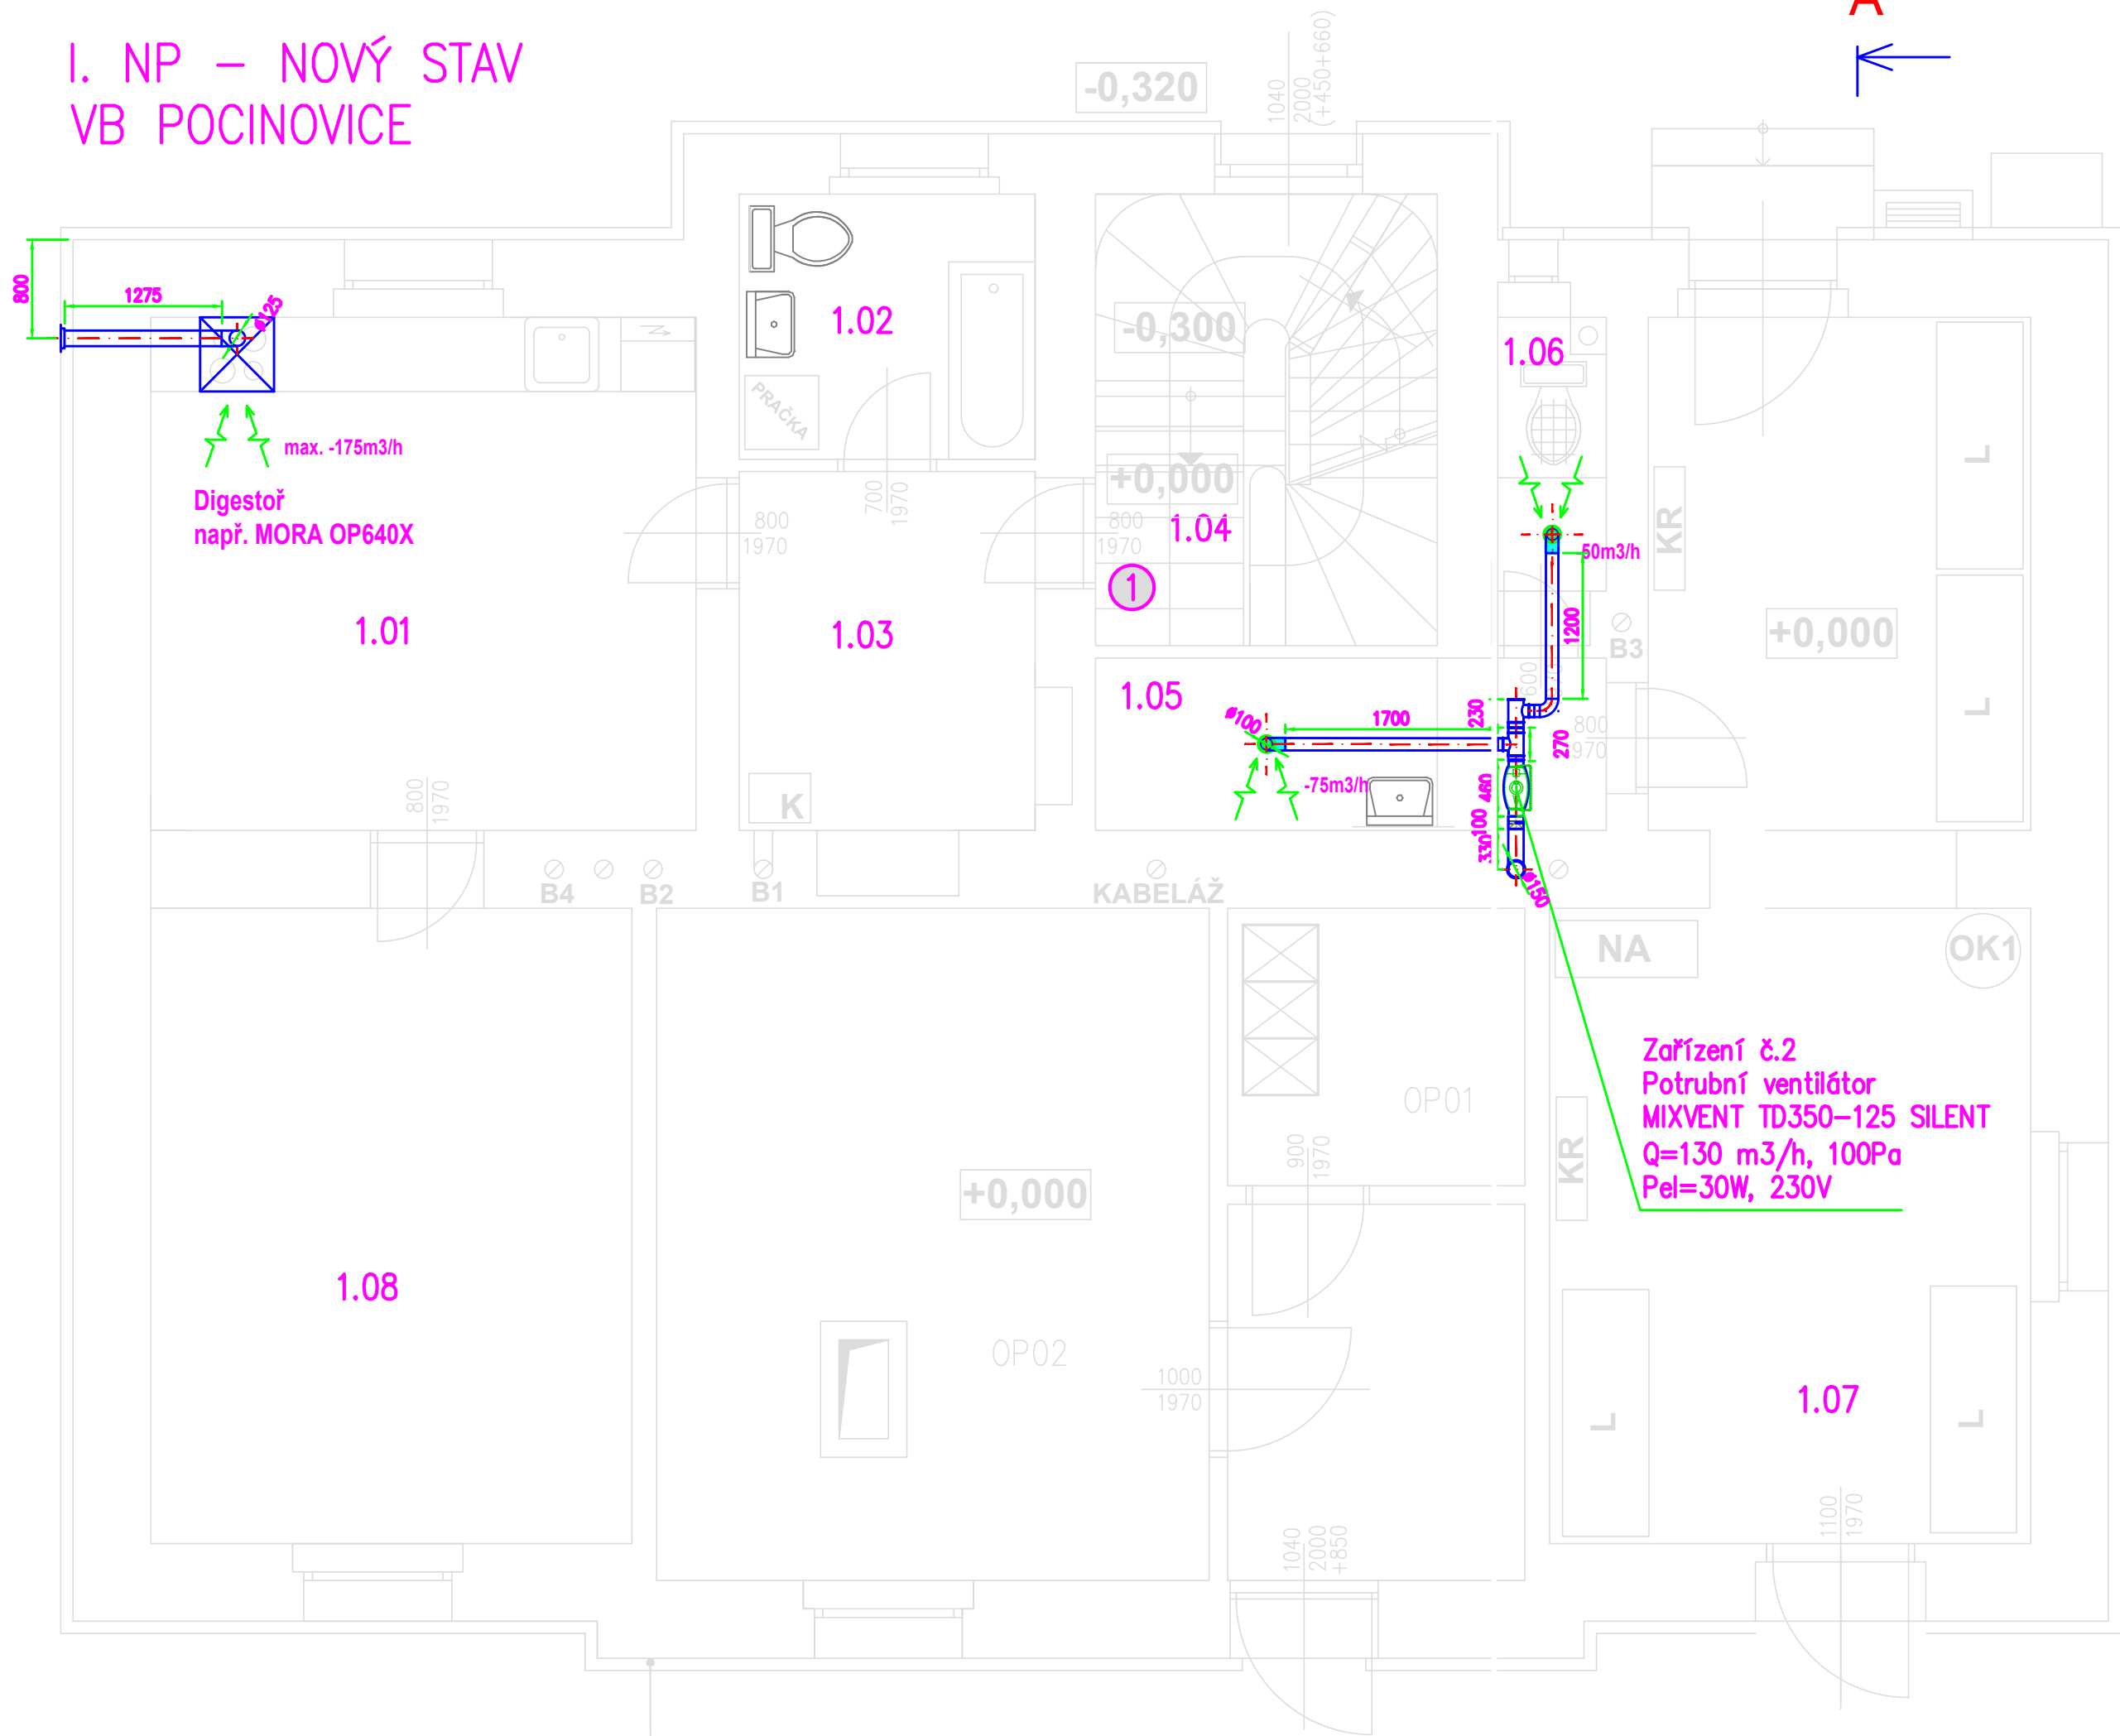 A
I. NP – NOVÝ STAV
VB POCINOVICE
-0,320
1040
2000
(+450+660)
800
1275
ø125
1.02
-0,300
1.06
PRAČKA
max. -175m3/h
Digestoř
např. MORA OP640X
700
1970
800
1970
800
1970
+0,000
1.04
1
KR
L
50m3/h
1200
1.01
1.03
B3
+0,000
600
1.05
ø100
1700
230
270
800
1970
L
-75m3/h
460
100
330
ø150
K
800
1970
B4
B2
B1
KABELÁŽ
NA
OK1
Zařízení č.2
Potrubní ventilátor
MIXVENT TD350–125 SILENT
Q=130 m3/h, 100Pa
Pel=30W, 230V
OP01
900
1970
KR
+0,000
1.08
OP02
1000
1970
1.07
L
L
1040
2000
+850
1100
1970